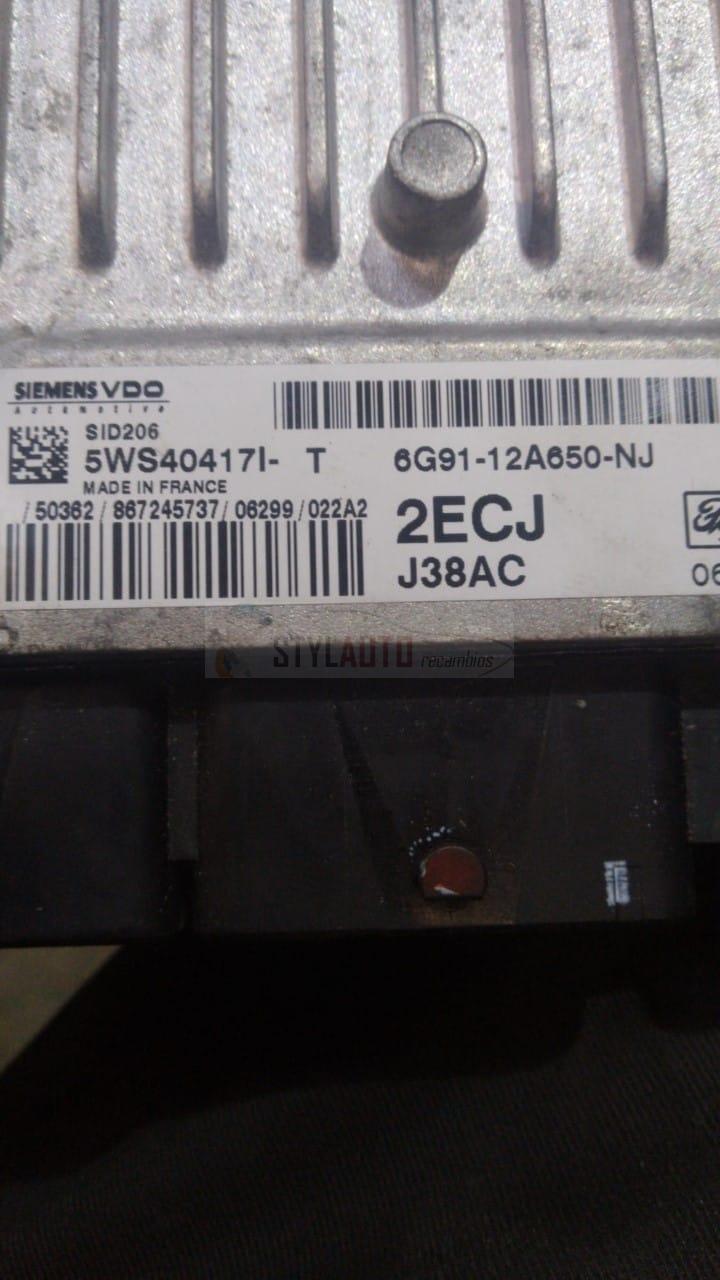 SIEMENS VDO
Automotive
SID206
5WS40417I- T 6G91-12A650-NJ
MADE IN FRANCE
/ 50362 / 867245737 / 06299 / 022A2
2ECJ
J38AC
06
STYLAUTO recambios